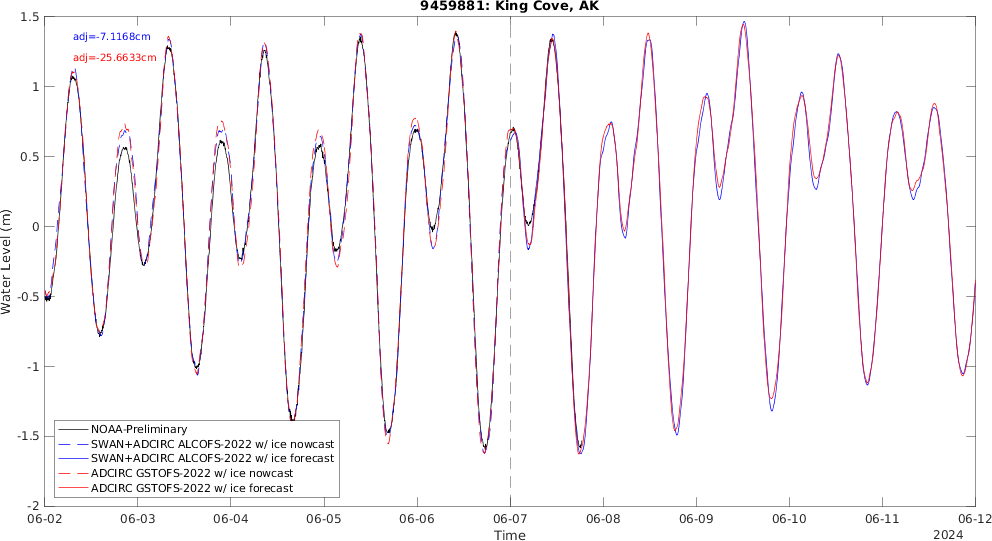 9459881: King Cove, AK
adj=-7.1168cm
adj=-25.6633cm
Water Level (m)
1.5
1
0.5
0
-0.5
-1
-1.5
-2
NOAA-Preliminary
SWAN+ADCIRC ALCOFS-2022 w/ ice nowcast
SWAN+ADCIRC ALCOFS-2022 w/ ice forecast
ADCIRC GSTOFS-2022 w/ ice nowcast
ADCIRC GSTOFS-2022 w/ ice forecast
06-02 06-03 06-04 06-05 06-06 06-07 06-08 06-09 06-10 06-11 06-12
Time
2024